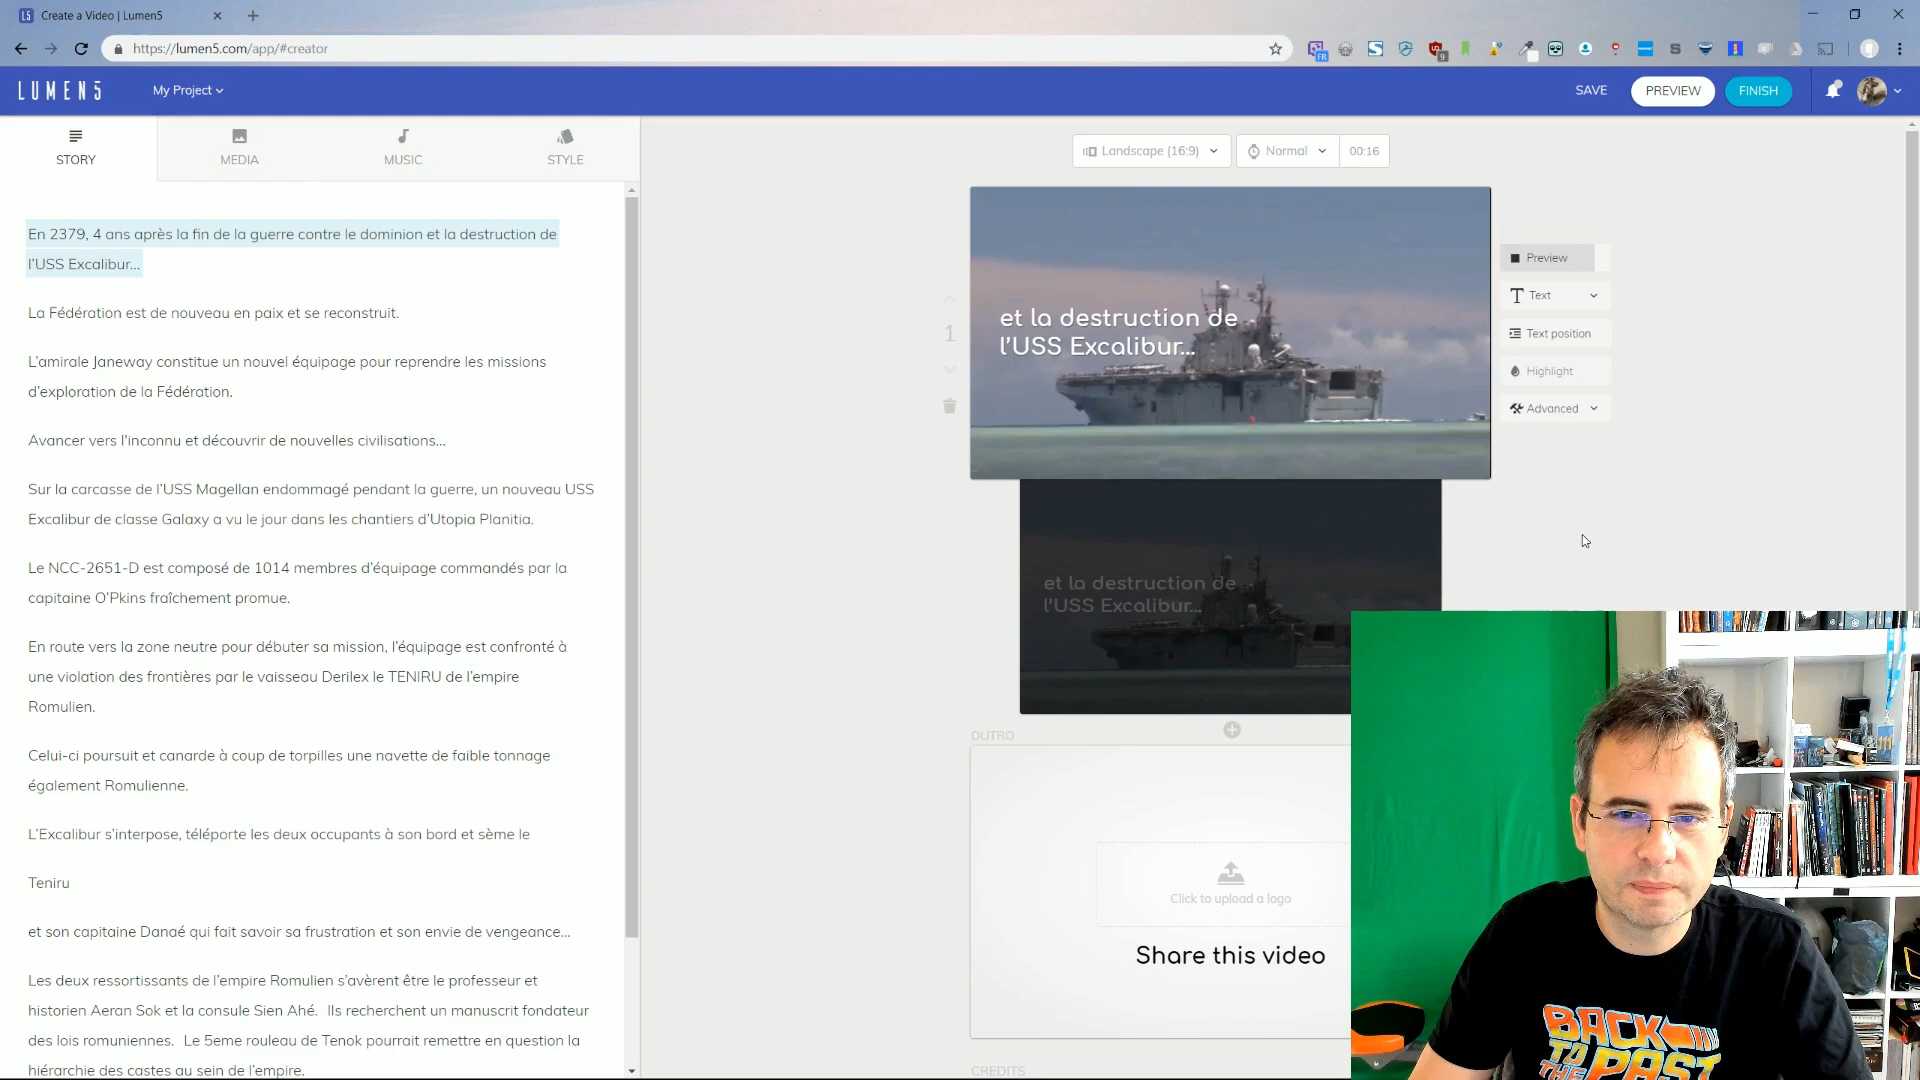 Create a Video | Lumen5
https://lumen5.com/app/#creator
FR
9
LUMEN5
My Project
SAVE
PREVIEW
FINISH
STORY
MEDIA
MUSIC
STYLE
Landscape (16:9)
Normal
00:16
En 2379, 4 ans après la fin de la guerre contre le dominion et la destruction de
l’USS Excalibur...
La Fédération est de nouveau en paix et se reconstruit.
L’amirale Janeway constitue un nouvel équipage pour reprendre les missions
d’exploration de la Fédération.
Avancer vers l'inconnu et découvrir de nouvelles civilisations...
Sur la carcasse de l’USS Magellan endommagé pendant la guerre, un nouveau USS
Excalibur de classe Galaxy a vu le jour dans les chantiers d’Utopia Planitia.
Le NCC-2651-D est composé de 1014 membres d’équipage commandés par la
capitaine O’Pkins fraîchement promue.
En route vers la zone neutre pour débuter sa mission, l’équipage est confronté à
une violation des frontières par le vaisseau Derilex le TENIRU de l’empire
Romulien.
Celui-ci poursuit et canarde à coup de torpilles une navette de faible tonnage
également Romulienne.
L’Excalibur s’interpose, téléporte les deux occupants à son bord et sème le
Teniru
et son capitaine Danaé qui fait savoir sa frustration et son envie de vengeance...
Les deux ressortissants de l’empire Romulien s’avèrent être le professeur et
historien Aeran Sok et la consule Sien Ahé.  Ils recherchent un manuscrit fondateur
des lois romuniennes.  Le 5eme rouleau de Tenok pourrait remettre en question la
hiérarchie des castes au sein de l’empire.
1
et la destruction de
l’USS Excalibur...
Preview
Text
Text position
Highlight
Advanced
et la destruction de
l'USS Excalibur...
OUTRO
Click to upload a logo
Share this video
CREDITS
BACK
TO THE PAST